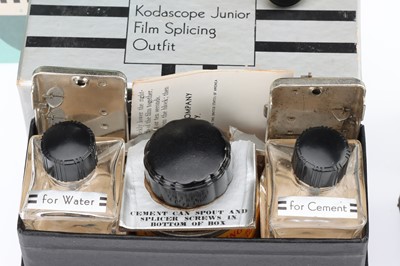 Kodascope Junior
Film Splicing
Outfit
for Water
CEMENT CAN SPOUT AND
SPLICER SCREWS IN
BOTTOM OF BOX
for Cement